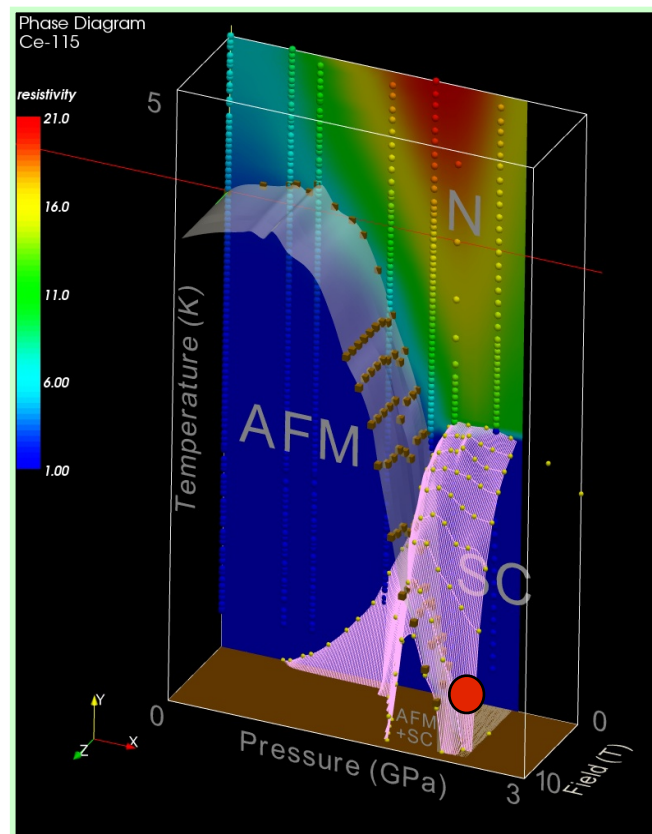 Phase Diagram
Ce-115
resistivity
21.0
16.0
11.0
6.00
1.00
5
N
Temperature (K)
AFM
SC
AFM
+SC
0
Pressure (GPa)
3
10
Field (T)
0
Y
X
Z